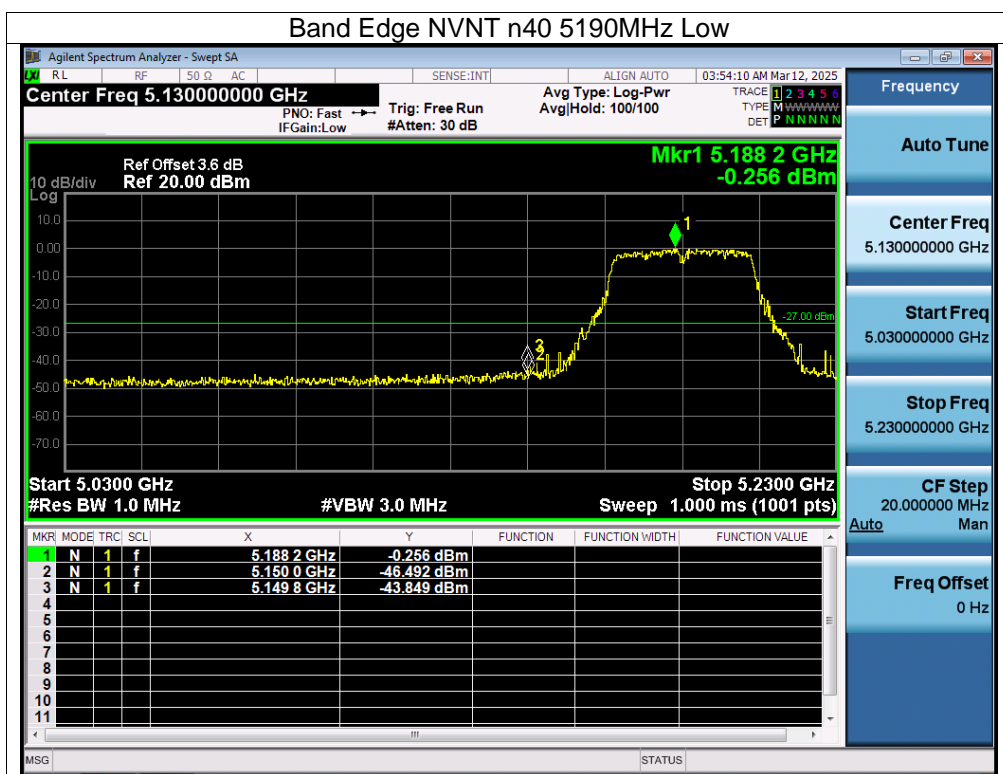 Band Edge NVNT n40 5190MHz Low
Agilent Spectrum Analyzer - Swept SA
LXI RL RF 50 Ω AC SENSE:INT ALIGN AUTO 03:54:10 AM Mar 12, 2025
Center Freq 5.130000000 GHz
PNO: Fast
IFGain:Low
Trig: Free Run
#Atten: 30 dB
Avg Type: Log-Pwr
Avg|Hold: 100/100
TRACE 1 2 3 4 5 6
TYPE M WWWWW
DET P N N N N N
Ref Offset 3.6 dB
10 dB/div Ref 20.00 dBm
Log
Mkr1 5.188 2 GHz
-0.256 dBm
10.0
0.00
-10.0
-20.0
-30.0
-40.0
-50.0
-60.0
-70.0
1
-27.00 dBm
3
2
Start 5.0300 GHz Stop 5.2300 GHz
#Res BW 1.0 MHz #VBW 3.0 MHz Sweep 1.000 ms (1001 pts)
MKR MODE TRC SCL X Y FUNCTION FUNCTION WIDTH FUNCTION VALUE
1 N 1 f 5.188 2 GHz -0.256 dBm
2 N 1 f 5.150 0 GHz -46.492 dBm
3 N 1 f 5.149 8 GHz -43.849 dBm
4
5
6
7
8
9
10
11
MSG STATUS
Frequency
Auto Tune
Center Freq
5.130000000 GHz
Start Freq
5.030000000 GHz
Stop Freq
5.230000000 GHz
CF Step
20.000000 MHz
Auto Man
Freq Offset
0 Hz